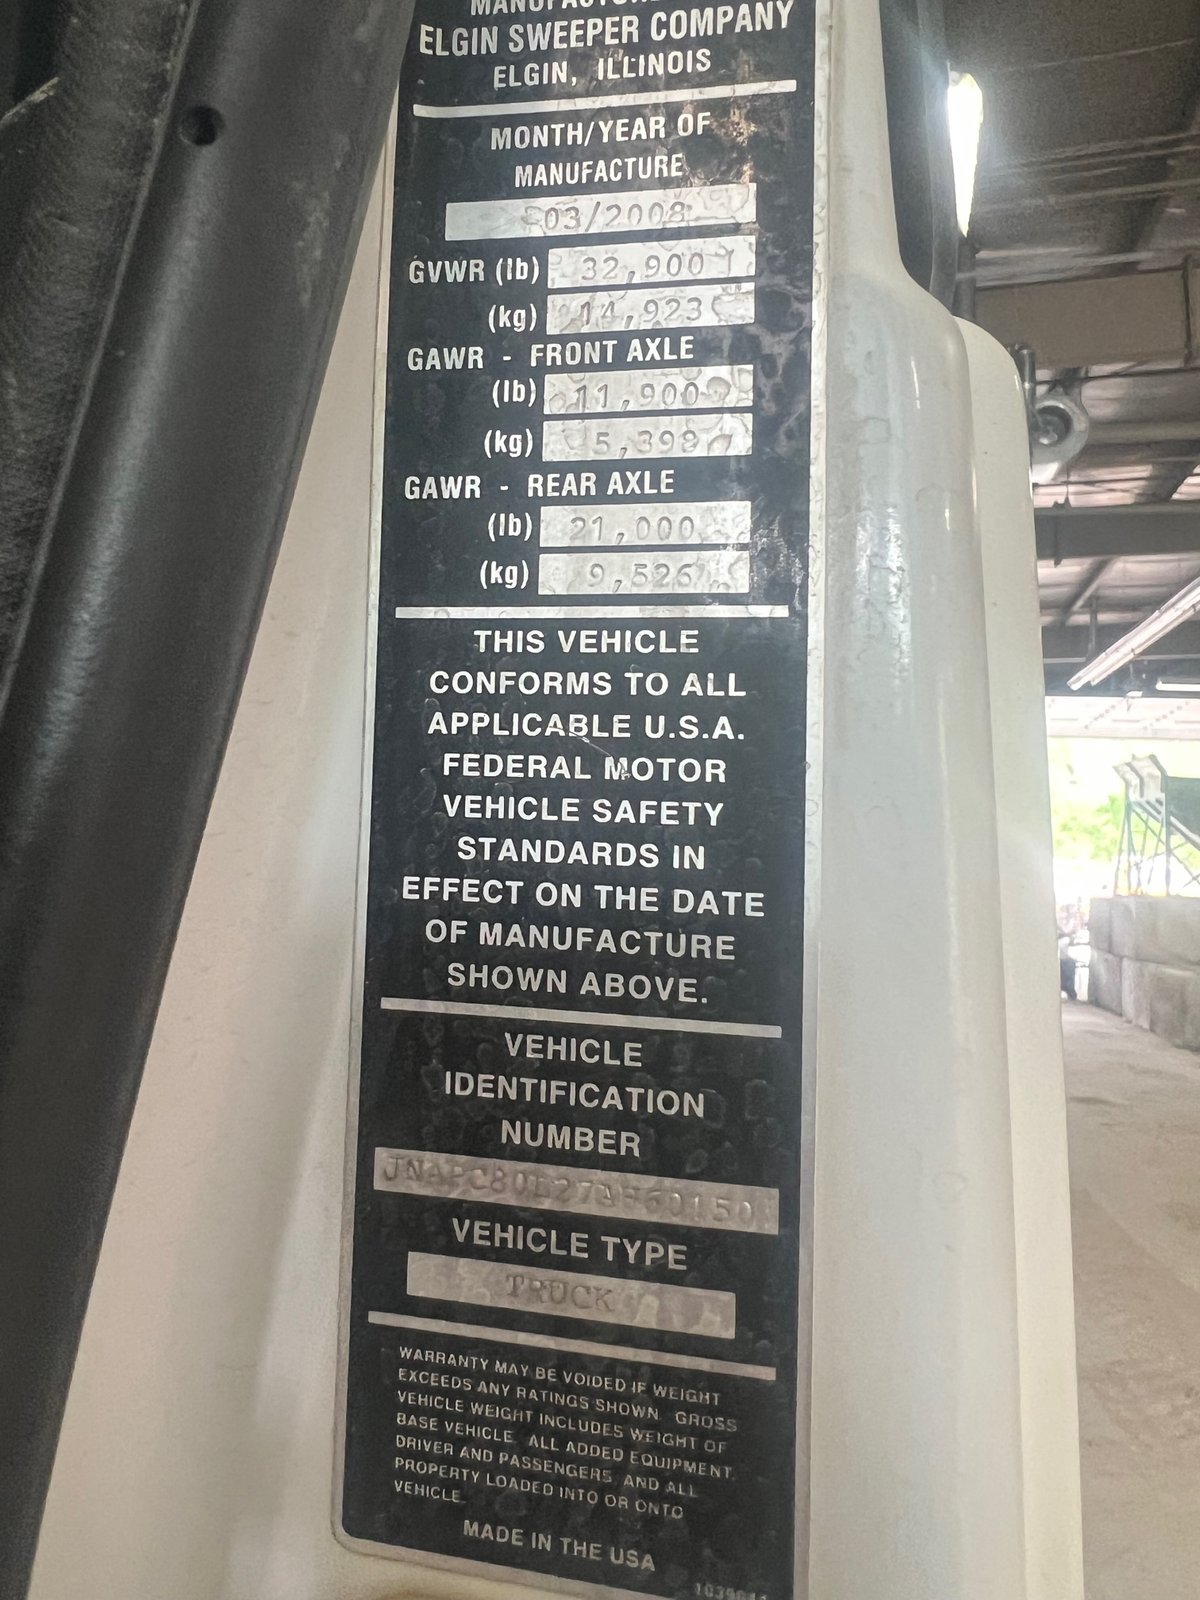 MANUFACTURED
ELGIN SWEEPER COMPANY
ELGIN, ILLINOIS
MONTH/YEAR OF
MANUFACTURE
03/2008
GVWR (lb) 32,900
(kg) 14,923
GAWR - FRONT AXLE
(lb) 11,900
(kg) 5,398
GAWR - REAR AXLE
(lb) 21,000
(kg) 9,526
THIS VEHICLE
CONFORMS TO ALL
APPLICABLE U.S.A.
FEDERAL MOTOR
VEHICLE SAFETY
STANDARDS IN
EFFECT ON THE DATE
OF MANUFACTURE
SHOWN ABOVE.
VEHICLE
IDENTIFICATION
NUMBER
VEHICLE TYPE
TRUCK
WARRANTY MAY BE VOIDED IF WEIGHT
EXCEEDS ANY RATINGS SHOWN. GROSS
VEHICLE WEIGHT INCLUDES WEIGHT OF
BASE VEHICLE, ALL ADDED EQUIPMENT,
DRIVER AND PASSENGERS, AND ALL
PROPERTY LOADED INTO OR ONTO
VEHICLE.
MADE IN THE USA